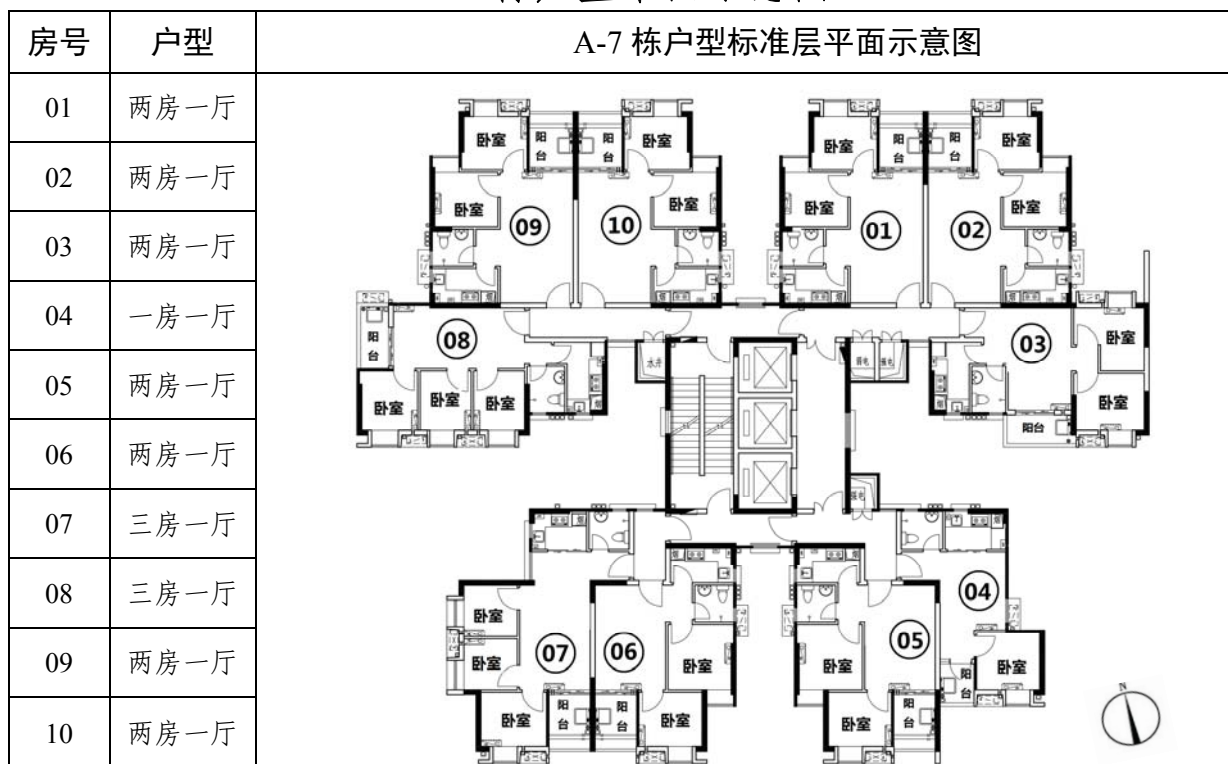 房号 户型 A-7 栋户型标准层平面示意图
01 两房一厅
02 两房一厅
03 两房一厅
04 一房一厅
05 两房一厅
06 两房一厅
07 三房一厅
08 三房一厅
09 两房一厅
10 两房一厅
卧室 阳台 阳台 卧室 卧室 阳台 阳台 卧室
卧室 09 10 卧室 卧室 01 02 卧室
阳台 08 水井 强电 03 卧室
卧室 卧室 卧室 卧室
阳台
强电
卧室 07 06 卧室 卧室 05 04
卧室 卧室
卧室 阳台 阳台 卧室 卧室 阳台 阳台
N